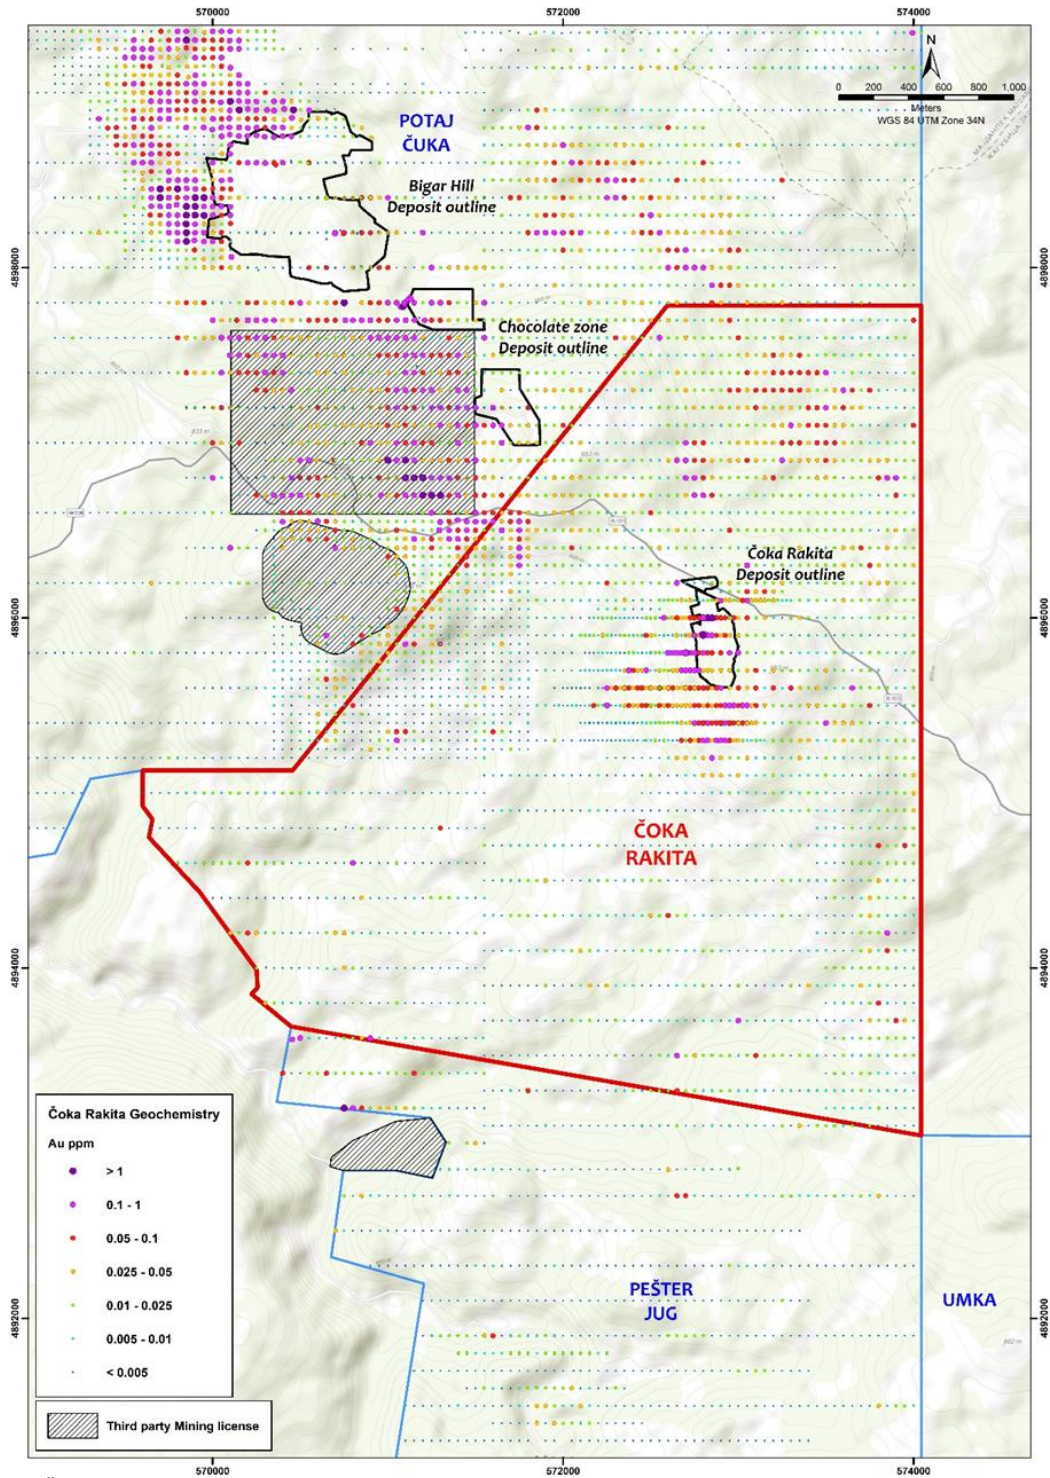 570000
572000
574000
N
0
200
400
600
800
1,000
Meters
WGS 84 UTM Zone 34N
POTAJ
ČUKA
Bigar Hill
Deposit outline
4898000
4898000
Chocolate zone
Deposit outline
Čoka Rakita
Deposit outline
4896000
4896000
ČOKA
RAKITA
4894000
4894000
Čoka Rakita Geochemistry
Au ppm
> 1
0.1 - 1
0.05 - 0.1
0.025 - 0.05
0.01 - 0.025
0.005 - 0.01
< 0.005
Third party Mining license
PEŠTER
JUG
UMKA
4892000
4892000
570000
572000
574000